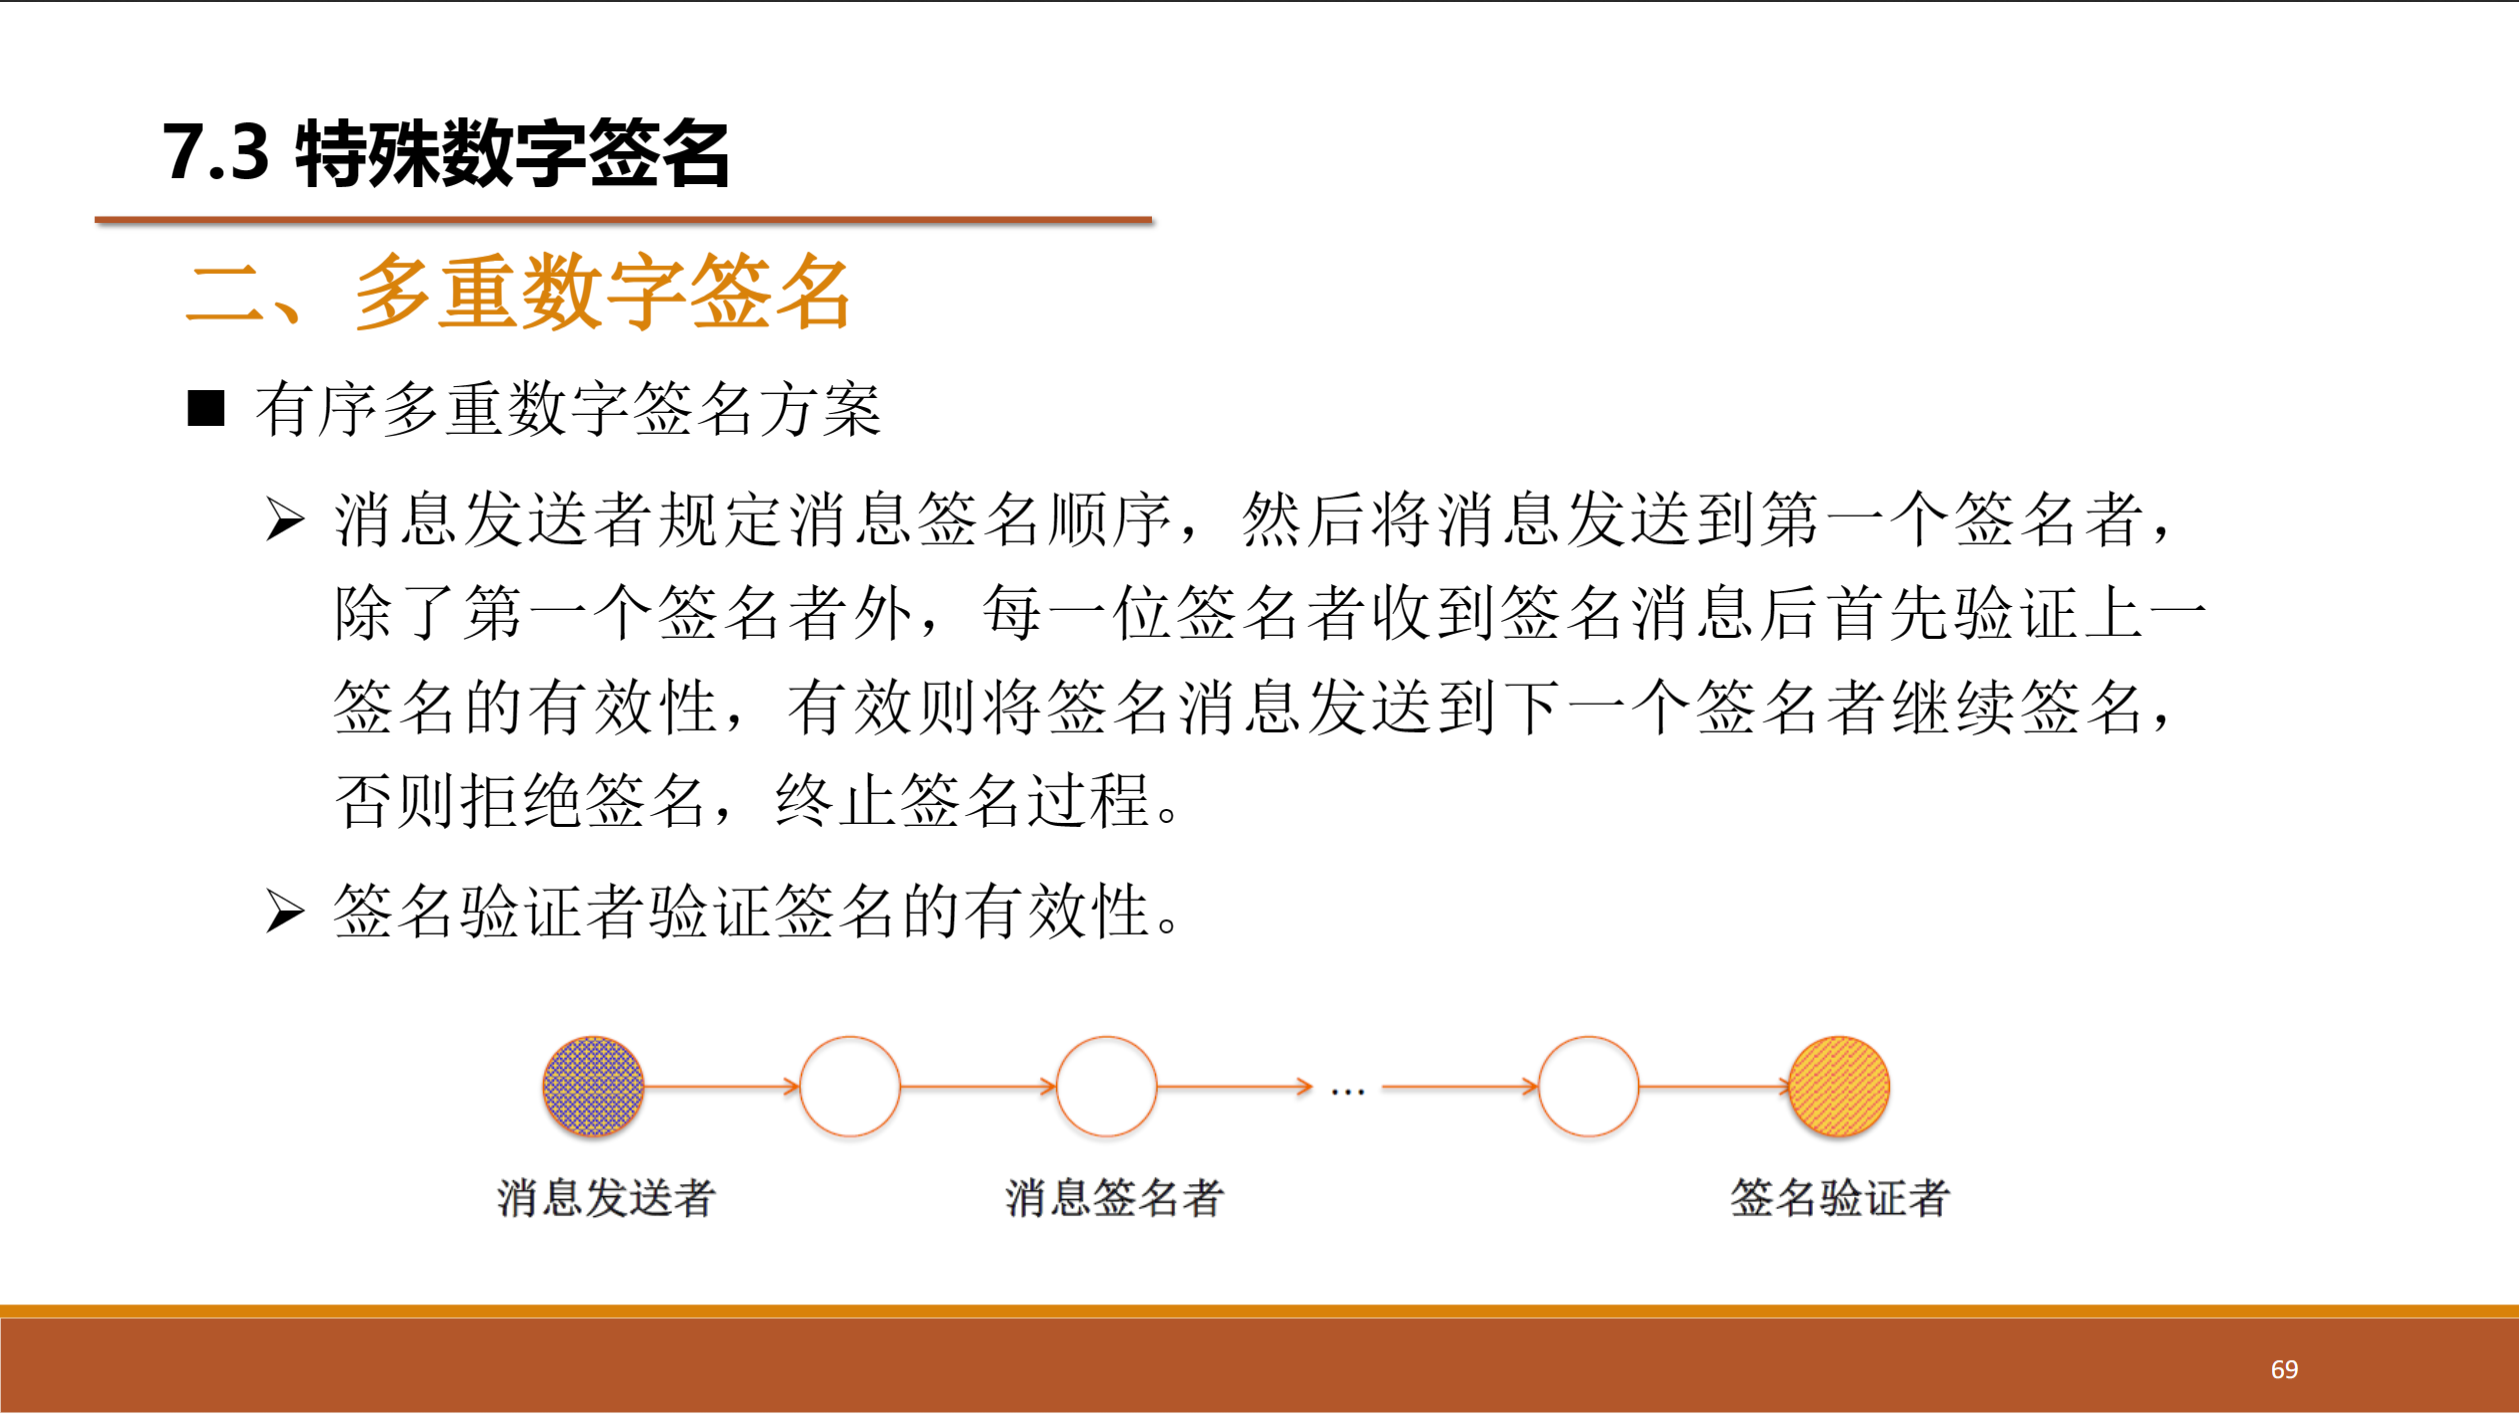 7.3 特殊数字签名
二、多重数字签名
■ 有序多重数字签名方案
➢ 消息发送者规定消息签名顺序，然后将消息发送到第一个签名者，
除了第一个签名者外，每一位签名者收到签名消息后首先验证上一
签名的有效性，有效则将签名消息发送到下一个签名者继续签名，
否则拒绝签名，终止签名过程。
➢ 签名验证者验证签名的有效性。
…
消息发送者 消息签名者 签名验证者
69